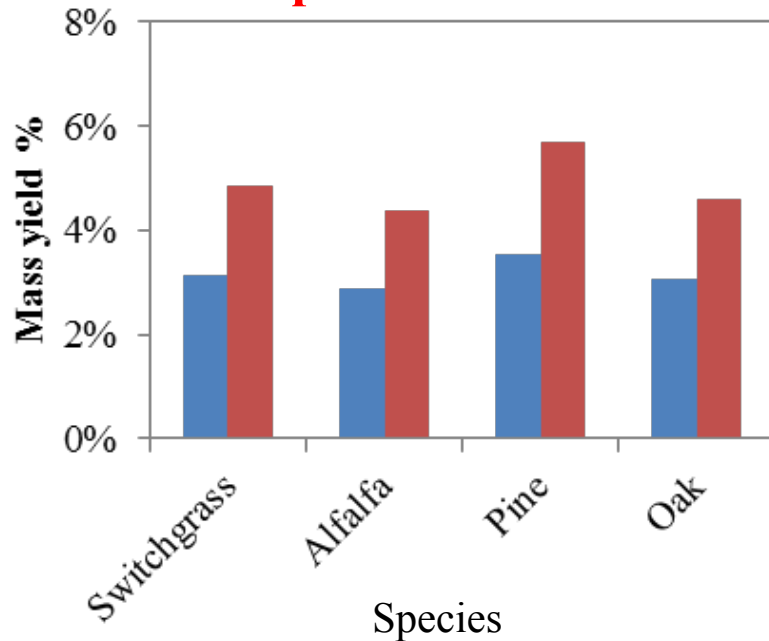 8%
6%
4%
2%
0%
Mass yield %
Switchgrass
Alfalfa
Pine
Oak
Species